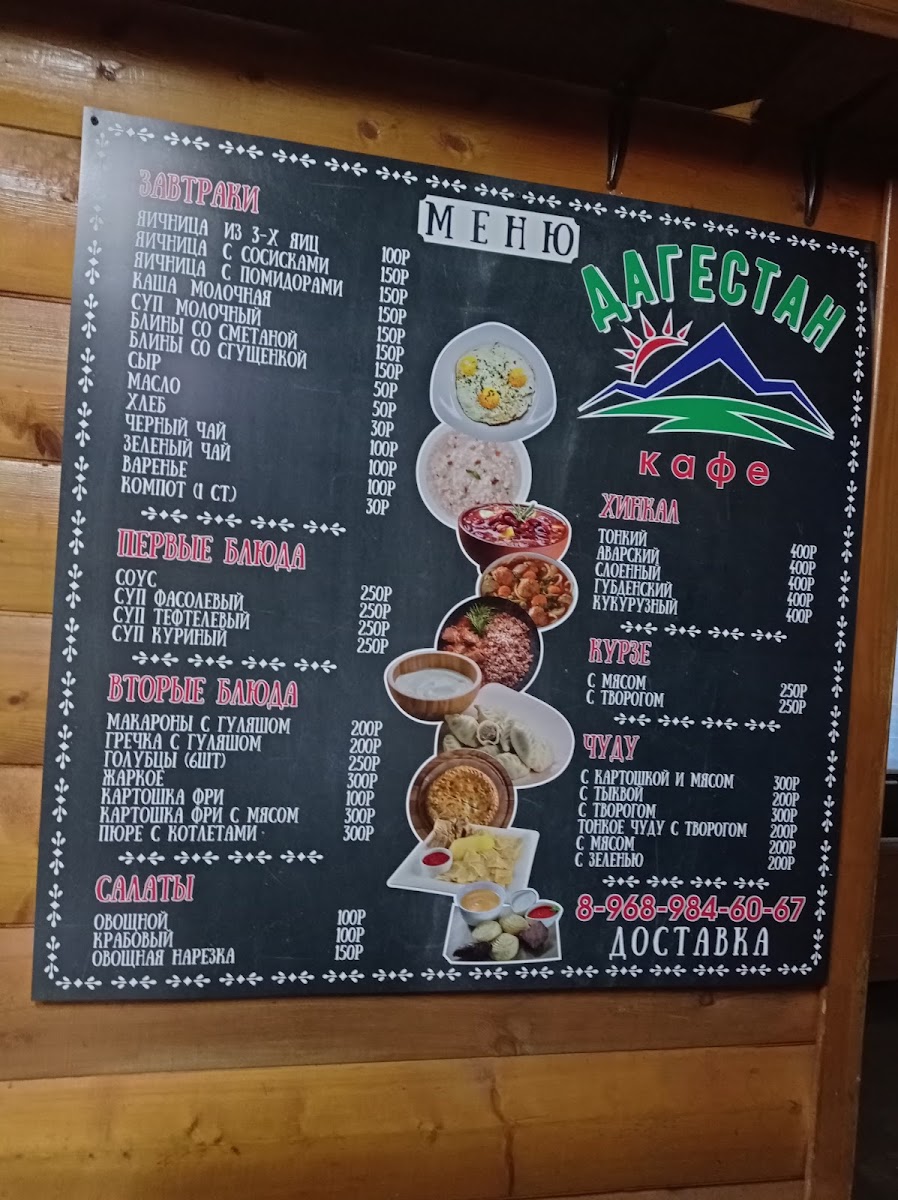 МЕНЮ
ДАГЕСТАН
кафе
ЗАВТРАКИ
ЯИЧНИЦА ИЗ 3-Х ЯИЦ 100Р
ЯИЧНИЦА С СОСИСКАМИ 150Р
ЯИЧНИЦА С ПОМИДОРАМИ 150Р
КАША МОЛОЧНАЯ 150Р
СУП МОЛОЧНЫЙ 150Р
БЛИНЫ СО СМЕТАНОЙ 150Р
БЛИНЫ СО СГУЩЕНКОЙ 150Р
СЫР 50Р
МАСЛО 50Р
ХЛЕБ 30Р
ЧЕРНЫЙ ЧАЙ 100Р
ЗЕЛЕНЫЙ ЧАЙ 100Р
ВАРЕНЬЕ 100Р
КОМПОТ (1 СТ) 30Р
ПЕРВЫЕ БЛЮДА
СОУС 250Р
СУП ФАСОЛЕВЫЙ 250Р
СУП ТЕФТЕЛЕВЫЙ 250Р
СУП КУРИНЫЙ 250Р
ВТОРЫЕ БЛЮДА
МАКАРОНЫ С ГУЛЯШОМ 200Р
ГРЕЧКА С ГУЛЯШОМ 200Р
ГОЛУБЦЫ (6ШТ) 250Р
ЖАРКОЕ 300Р
КАРТОШКА ФРИ 100Р
КАРТОШКА ФРИ С МЯСОМ 300Р
ПЮРЕ С КОТЛЕТАМИ 300Р
САЛАТЫ
ОВОЩНОЙ 100Р
КРАБОВЫЙ 100Р
ОВОЩНАЯ НАРЕЗКА 150Р
ХИНКАЛ
ТОНКИЙ 400Р
АВАРСКИЙ 400Р
СЛОЕННЫЙ 400Р
ГУБДЕНСКИЙ 400Р
КУКУРУЗНЫЙ 400Р
КУРЗЕ
С МЯСОМ 250Р
С ТВОРОГОМ 250Р
ЧУДУ
С КАРТОШКОЙ И МЯСОМ 300Р
С ТЫКВОЙ 200Р
С ТВОРОГОМ 300Р
ТОНКОЕ ЧУДУ С ТВОРОГОМ 200Р
С МЯСОМ 200Р
С ЗЕЛЕНЬЮ 200Р
8-968-984-60-67
ДОСТАВКА